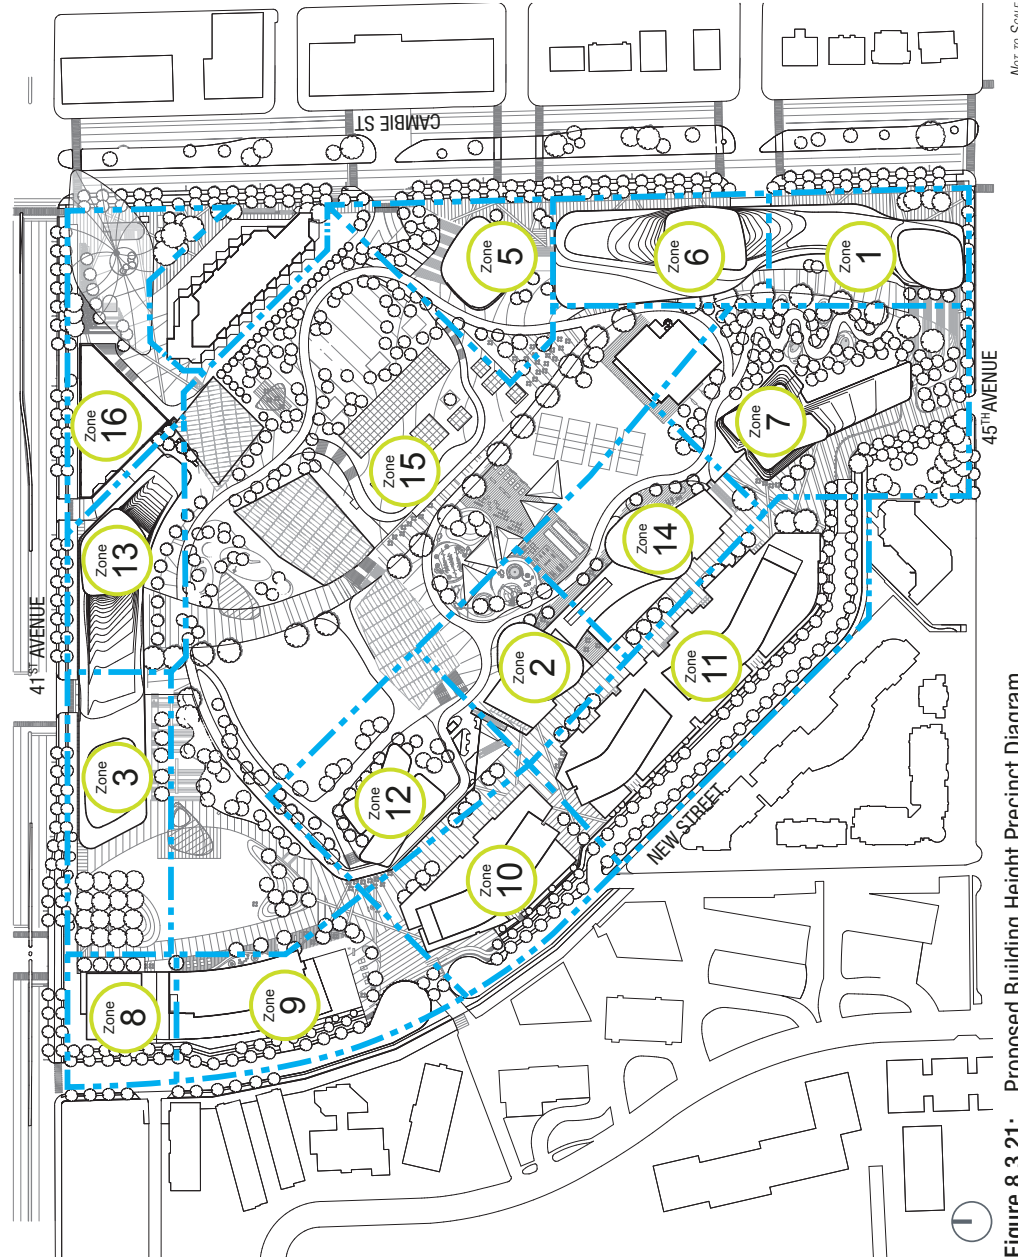 NOT TO SCALE
CAMBIE ST
41ST AVENUE
45TH AVENUE
NEW STREET
Zone
16
Zone
13
Zone
3
Zone
8
Zone
9
Zone
15
Zone
5
Zone
6
Zone
1
Zone
7
Zone
14
Zone
2
Zone
11
Zone
12
Zone
10
Figure 8.3.21: Proposed Building Height Precinct Diagram